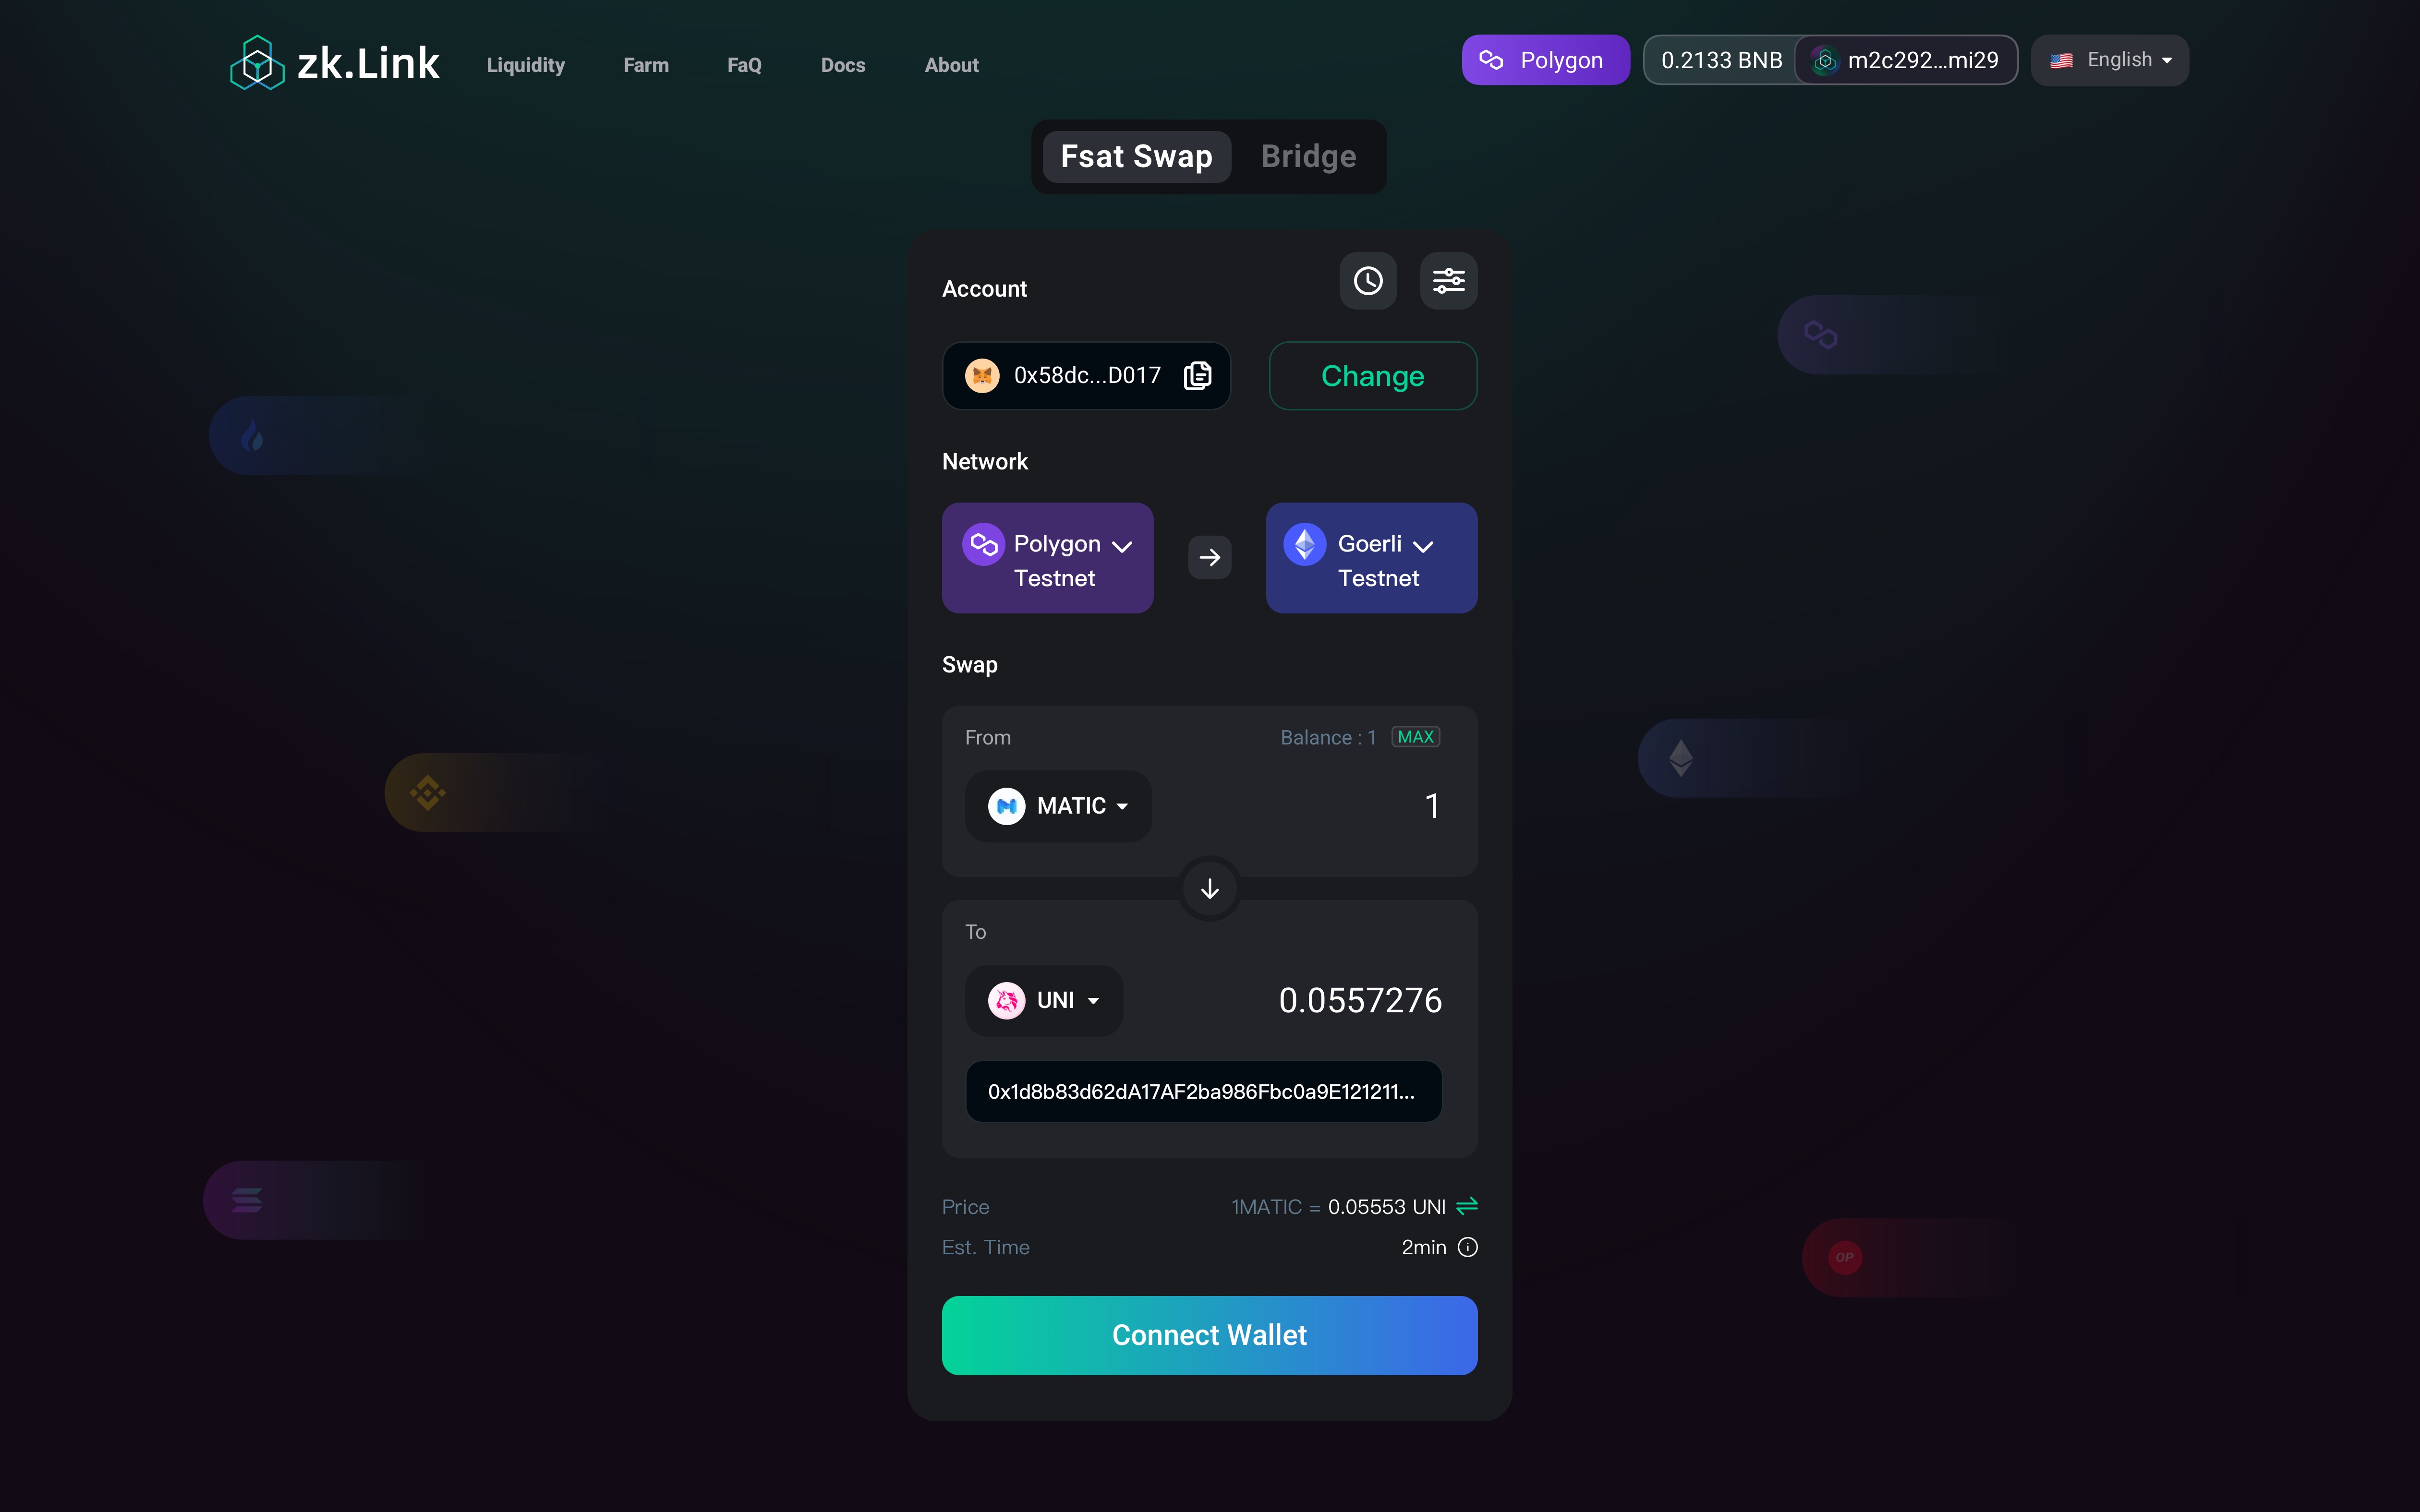 zk.Link
Liquidity
Farm
FaQ
Docs
About
Polygon
0.2133 BNB
m2c292...mi29
English
Fsat Swap
Bridge
Account
0x58dc...D017
Change
Network
Polygon
Testnet
Goerli
Testnet
Swap
From
Balance : 1
MAX
MATIC
1
To
UNI
0.0557276
0x1d8b83d62dA17AF2ba986Fbc0a9E121211...
Price
1MATIC = 0.05553 UNI
Est. Time
2min
OP
Connect Wallet